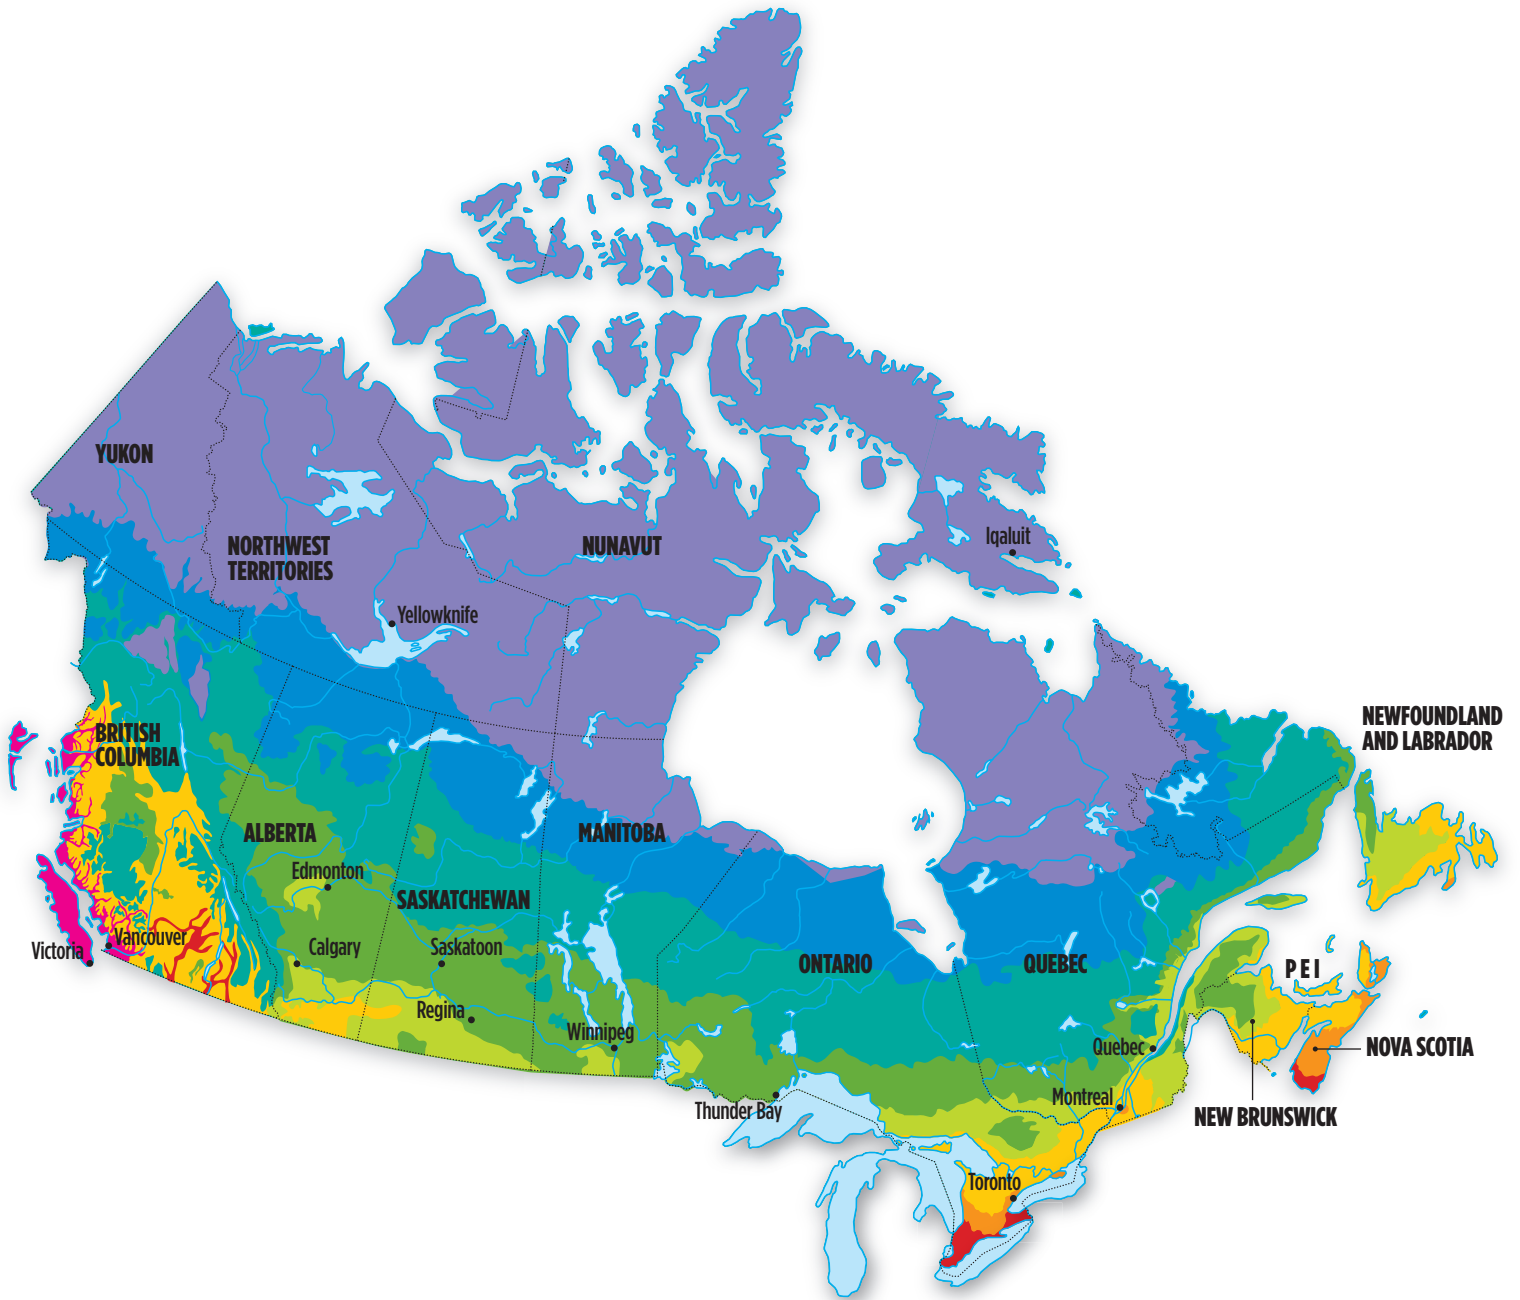 YUKON
NORTHWEST
TERRITORIES
NUNAVUT
Iqaluit
Yellowknife
NEWFOUNDLAND
AND LABRADOR
BRITISH
COLUMBIA
ALBERTA
MANITOBA
Edmonton
SASKATCHEWAN
Vancouver
Victoria
Calgary
Saskatoon
ONTARIO
QUEBEC
PEI
Regina
Winnipeg
Quebec
NOVA SCOTIA
Thunder Bay
Montreal
NEW BRUNSWICK
Toronto